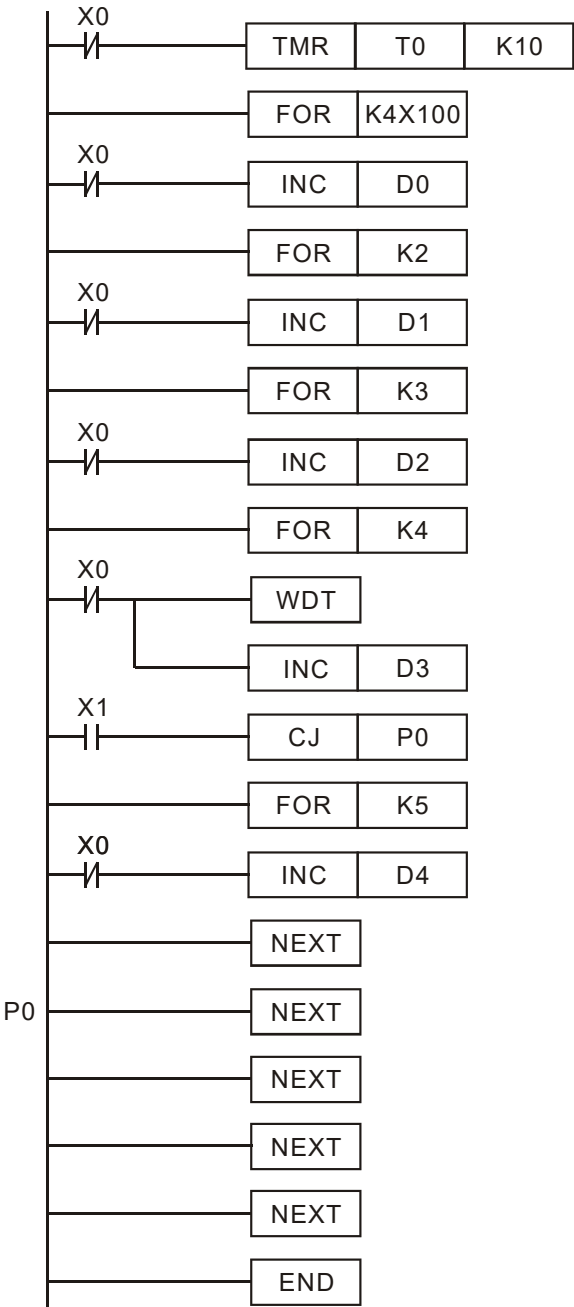 X0
TMR T0 K10
FOR K4X100
X0
INC D0
FOR K2
X0
INC D1
FOR K3
X0
INC D2
FOR K4
X0
WDT
INC D3
X1
CJ P0
FOR K5
X0
INC D4
NEXT
P0 NEXT
NEXT
NEXT
NEXT
END